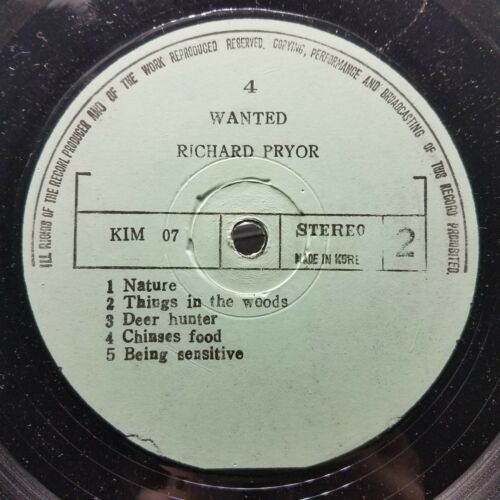 ALL RIGHTS OF THE RECORL PRODUCER AND OF THE WORK REPRODUCED RESERVED. COPYING, PERFORMANCE AND BROADCASTING OF THIS RECORD PROHIBITED.
4
WANTED
RICHARD PRYOR
KIM 07
STEREO
MADE IN KORE
2
1 Nature
2 Things in the woods
3 Deer hunter
4 Chinses food
5 Being sensitive